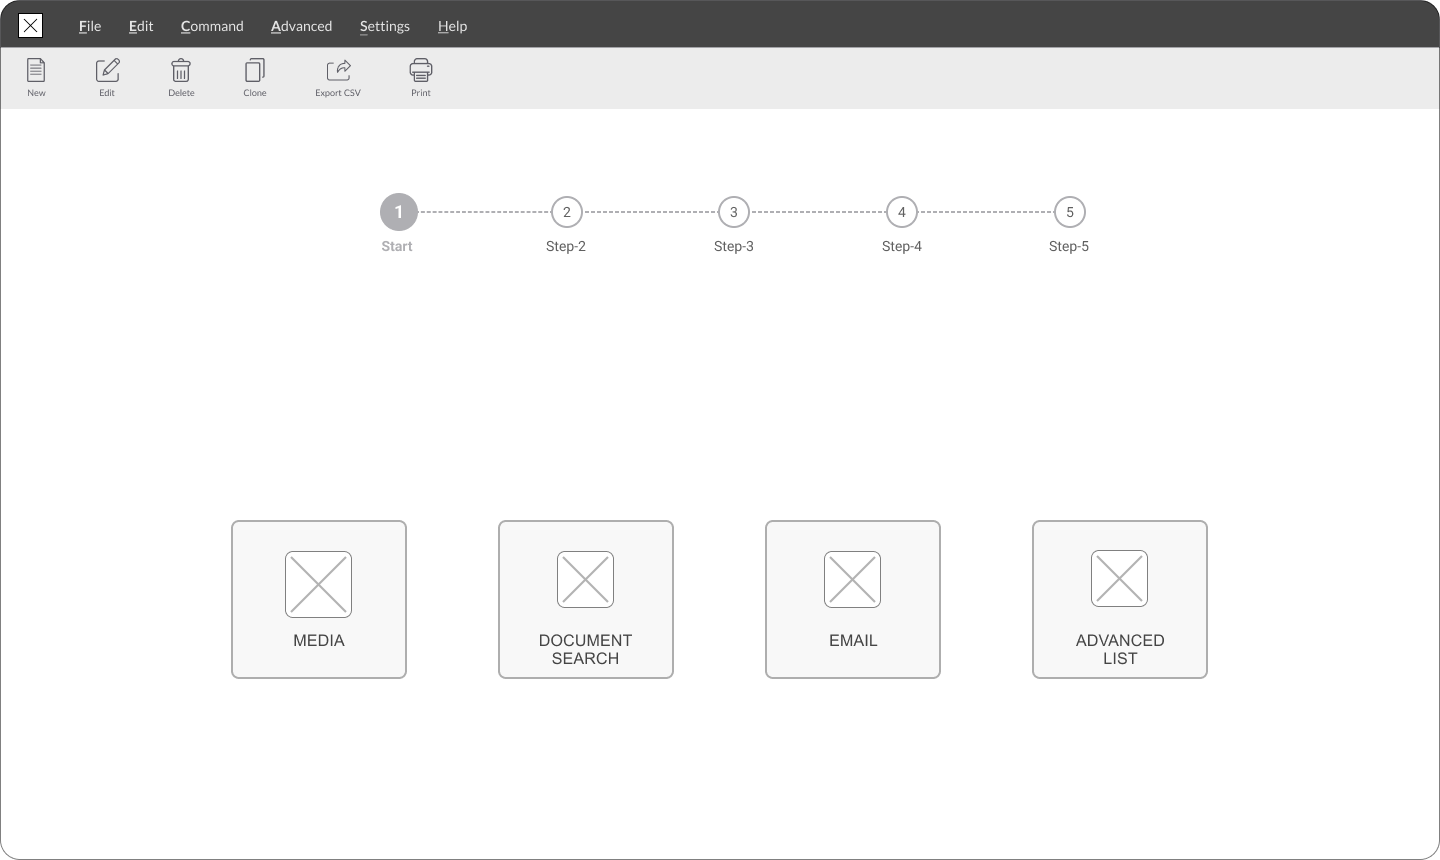 File Edit Command Advanced Settings Help
New Edit Delete Clone Export CSV Print
1 2 3 4 5
Start Step-2 Step-3 Step-4 Step-5
MEDIA DOCUMENT EMAIL ADVANCED
SEARCH LIST